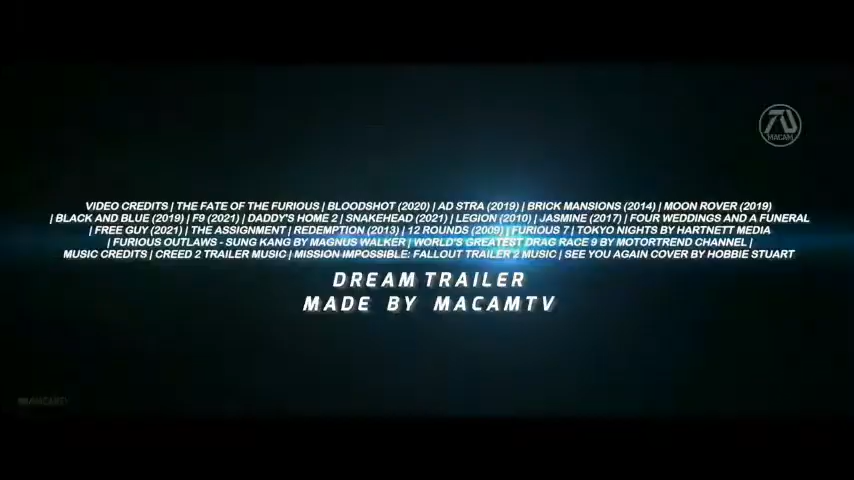 MACAM
VIDEO CREDITS | THE FATE OF THE FURIOUS | BLOODSHOT (2020) | AD STRA (2019) | BRICK MANSIONS (2014) | MOON ROVER (2019)
| BLACK AND BLUE (2019) | F9 (2021) | DADDY'S HOME 2 | SNAKEHEAD (2021) | LEGION (2010) | JASMINE (2017) | FOUR WEDDINGS AND A FUNERAL
| FREE GUY (2021) | THE ASSIGNMENT | REDEMPTION (2013) | 12 ROUNDS (2009) | FURIOUS 7 | TOKYO NIGHTS BY HARTNETT MEDIA
| FURIOUS OUTLAWS - SUNG KANG BY MAGNUS WALKER | WORLD'S GREATEST DRAG RACE 9 BY MOTORTREND CHANNEL |
MUSIC CREDITS | CREED 2 TRAILER MUSIC | MISSION IMPOSSIBLE: FALLOUT TRAILER 2 MUSIC | SEE YOU AGAIN COVER BY HOBBIE STUART
DREAM TRAILER
MADE BY MACAMTV